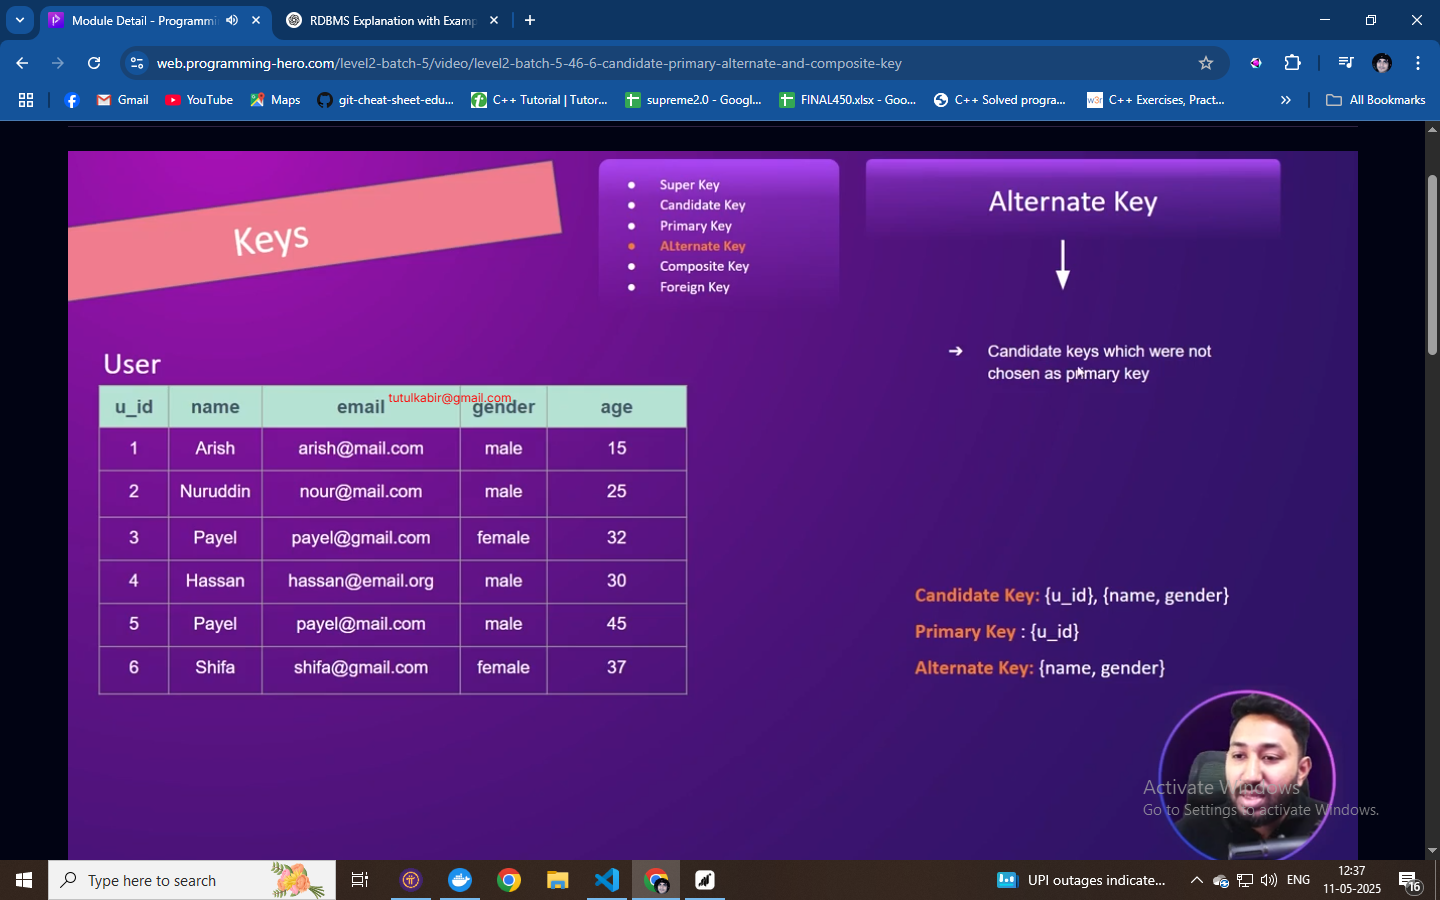 Module Detail - Programmi
RDBMS Explanation with Examp
web.programming-hero.com/level2-batch-5/video/level2-batch-5-46-6-candidate-primary-alternate-and-composite-key
Gmail
YouTube
Maps
git-cheat-sheet-edu...
C++ Tutorial | Tutor...
supreme2.0 - Googl...
FINAL450.xlsx - Goo...
C++ Solved progra...
w3r
C++ Exercises, Pract...
All Bookmarks
Keys
Super Key
Candidate Key
Primary Key
ALternate Key
Composite Key
Foreign Key
Alternate Key
Candidate keys which were not
chosen as primary key
User
tutulkabir@gmail.com
u_id name email gender age
1 Arish arish@mail.com male 15
2 Nuruddin nour@mail.com male 25
3 Payel payel@gmail.com female 32
4 Hassan hassan@email.org male 30
5 Payel payel@mail.com male 45
6 Shifa shifa@gmail.com female 37
Candidate Key: {u_id}, {name, gender}
Primary Key : {u_id}
Alternate Key: {name, gender}
Activate Windows
Go to Settings to activate Windows.
Type here to search
UPI outages indicate...
ENG
12:37
11-05-2025
16